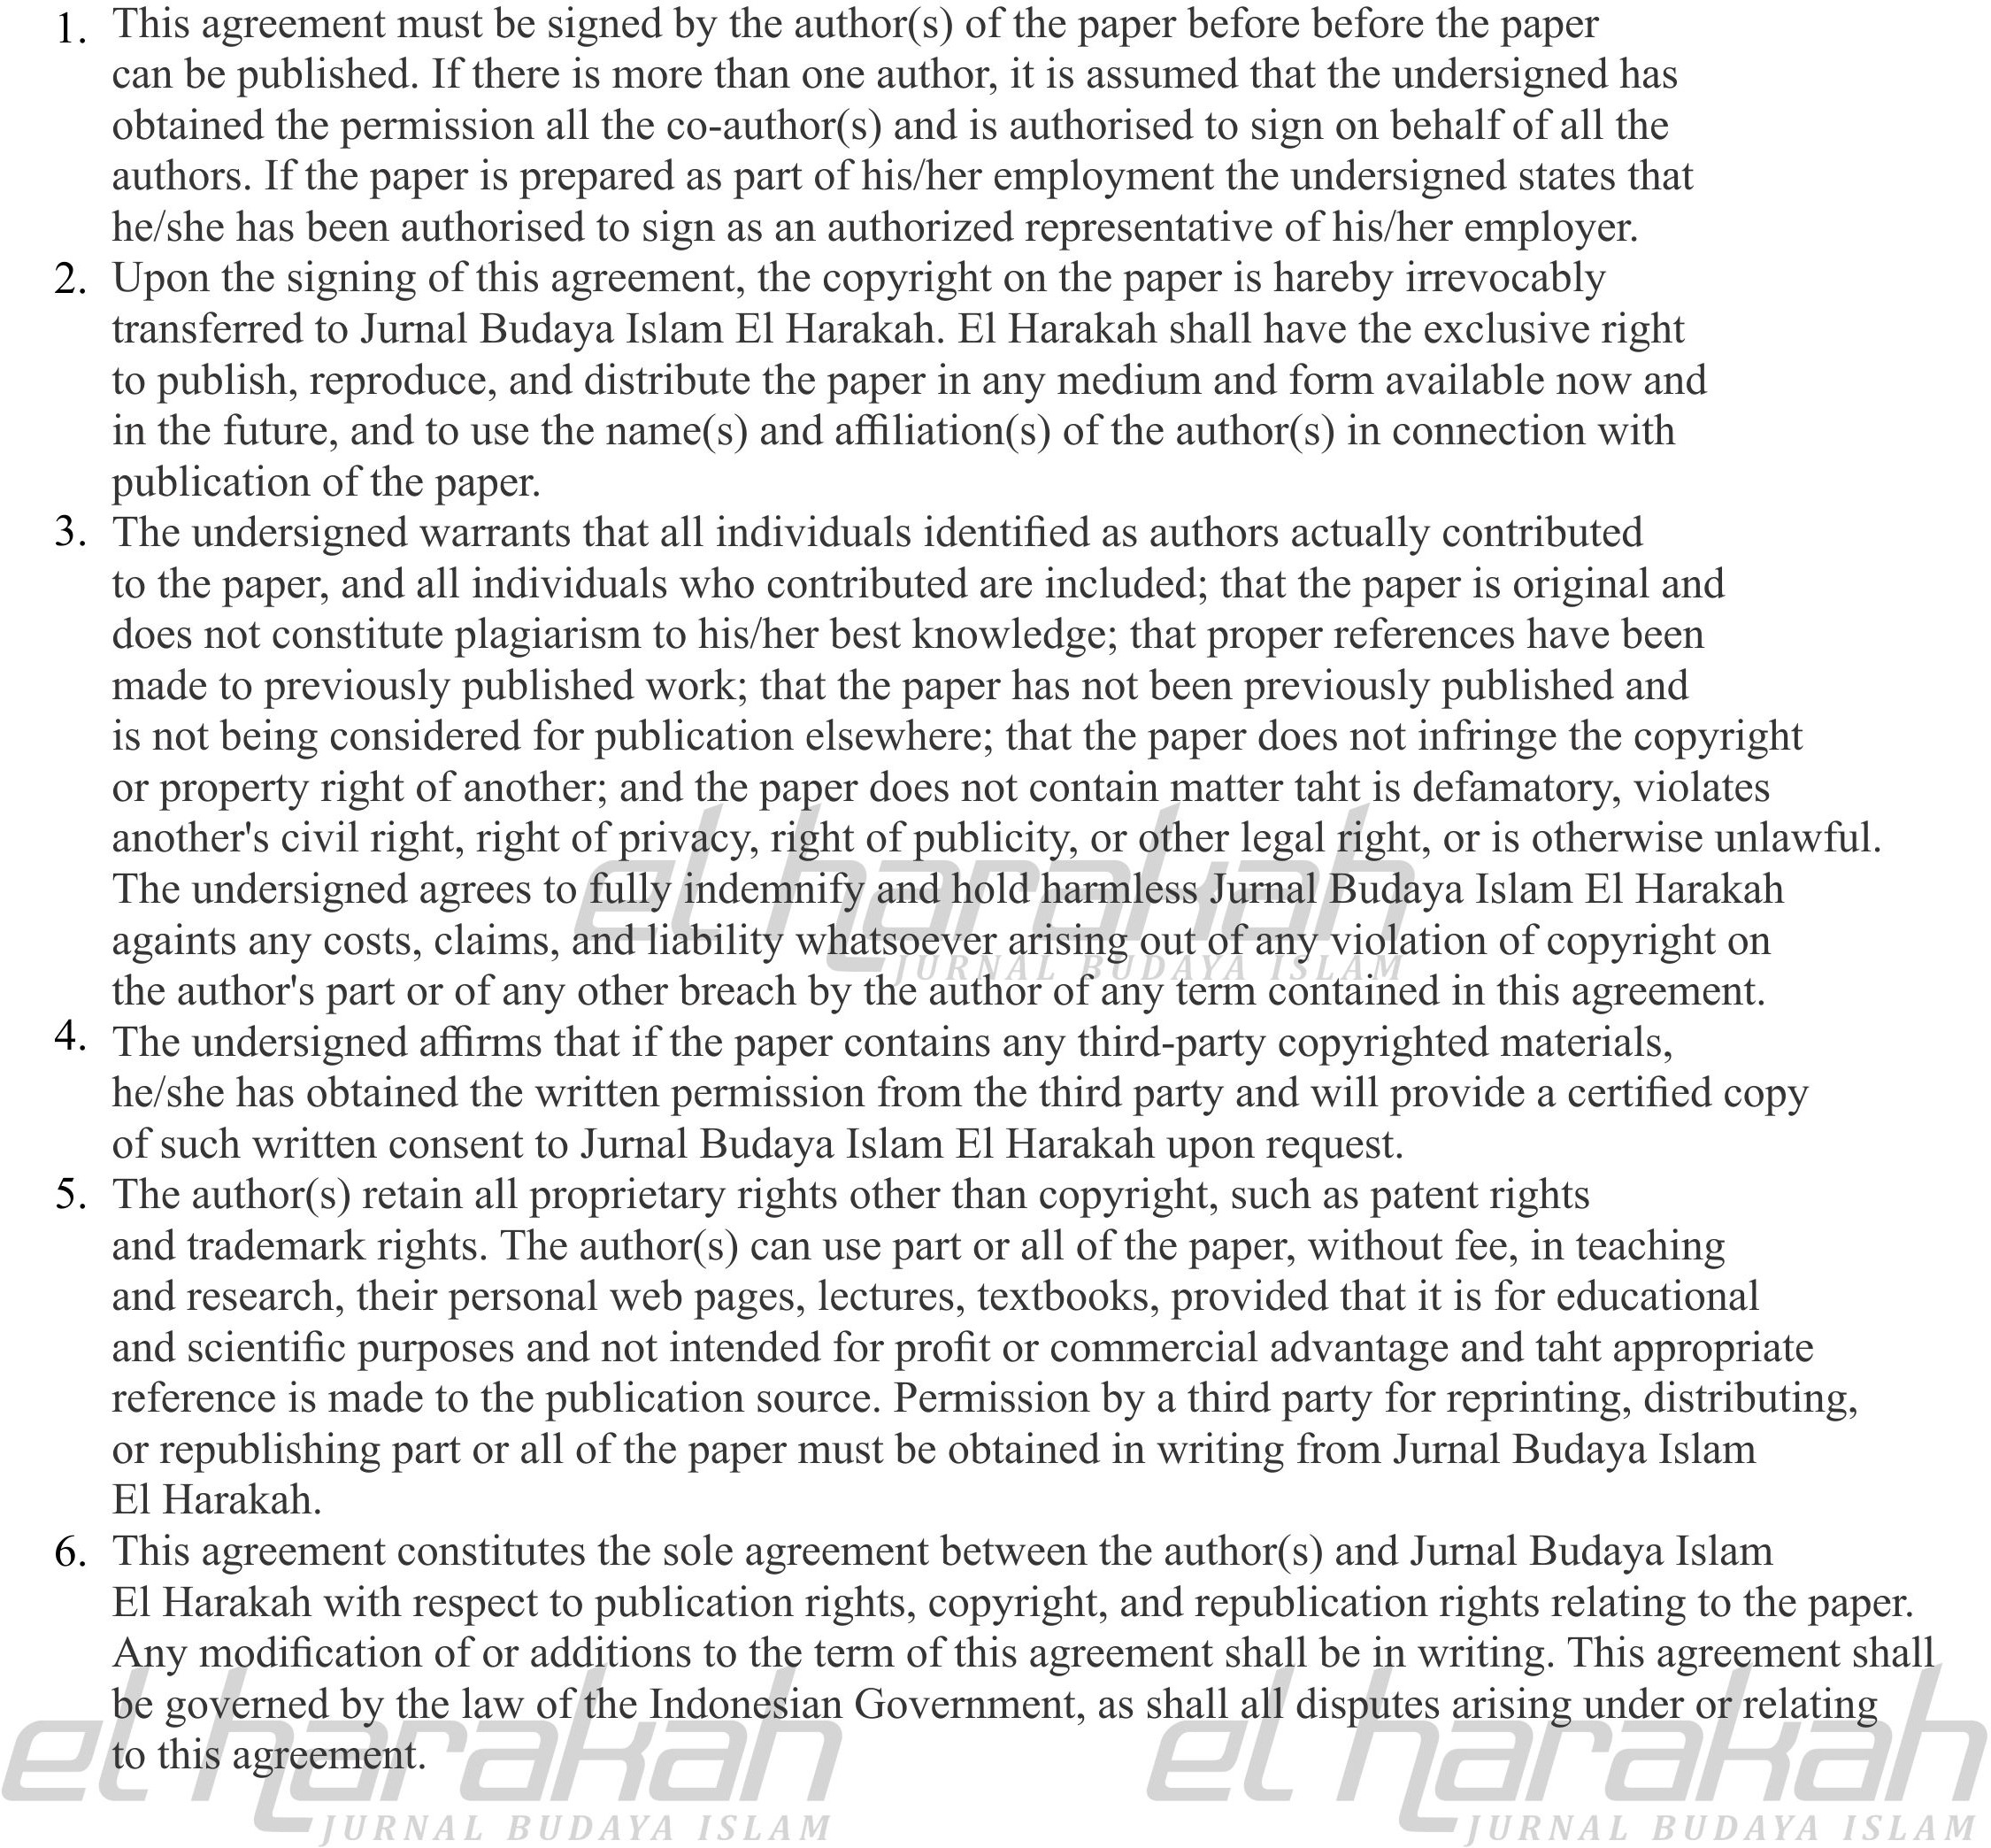 1. This agreement must be signed by the author(s) of the paper before before the paper
can be published. If there is more than one author, it is assumed that the undersigned has
obtained the permission all the co-author(s) and is authorised to sign on behalf of all the
authors. If the paper is prepared as part of his/her employment the undersigned states that
he/she has been authorised to sign as an authorized representative of his/her employer.
2. Upon the signing of this agreement, the copyright on the paper is hareby irrevocably
transferred to Jurnal Budaya Islam El Harakah. El Harakah shall have the exclusive right
to publish, reproduce, and distribute the paper in any medium and form available now and
in the future, and to use the name(s) and affiliation(s) of the author(s) in connection with
publication of the paper.
3. The undersigned warrants that all individuals identified as authors actually contributed
to the paper, and all individuals who contributed are included; that the paper is original and
does not constitute plagiarism to his/her best knowledge; that proper references have been
made to previously published work; that the paper has not been previously published and
is not being considered for publication elsewhere; that the paper does not infringe the copyright
or property right of another; and the paper does not contain matter taht is defamatory, violates
another's civil right, right of privacy, right of publicity, or other legal right, or is otherwise unlawful.
The undersigned agrees to fully indemnify and hold harmless Jurnal Budaya Islam El Harakah
againts any costs, claims, and liability whatsoever arising out of any violation of copyright on
the author's part or of any other breach by the author of any term contained in this agreement.
el harakah
JURNAL BUDAYA ISLAM
4. The undersigned affirms that if the paper contains any third-party copyrighted materials,
he/she has obtained the written permission from the third party and will provide a certified copy
of such written consent to Jurnal Budaya Islam El Harakah upon request.
5. The author(s) retain all proprietary rights other than copyright, such as patent rights
and trademark rights. The author(s) can use part or all of the paper, without fee, in teaching
and research, their personal web pages, lectures, textbooks, provided that it is for educational
and scientific purposes and not intended for profit or commercial advantage and taht appropriate
reference is made to the publication source. Permission by a third party for reprinting, distributing,
or republishing part or all of the paper must be obtained in writing from Jurnal Budaya Islam
El Harakah.
6. This agreement constitutes the sole agreement between the author(s) and Jurnal Budaya Islam
El Harakah with respect to publication rights, copyright, and republication rights relating to the paper.
Any modification of or additions to the term of this agreement shall be in writing. This agreement shall
be governed by the law of the Indonesian Government, as shall all disputes arising under or relating
to this agreement.
el harakah
JURNAL BUDAYA ISLAM
el harakah
JURNAL BUDAYA ISLAM